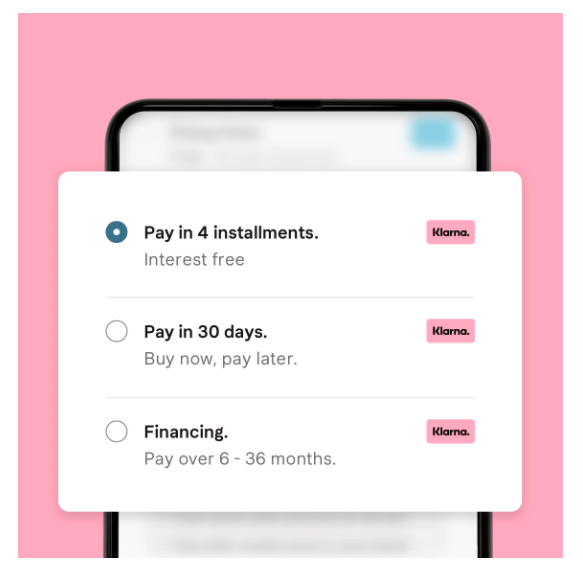 Pay in 4 installments.
Klarna.
Interest free
Pay in 30 days.
Klarna.
Buy now, pay later.
Financing.
Klarna.
Pay over 6 - 36 months.